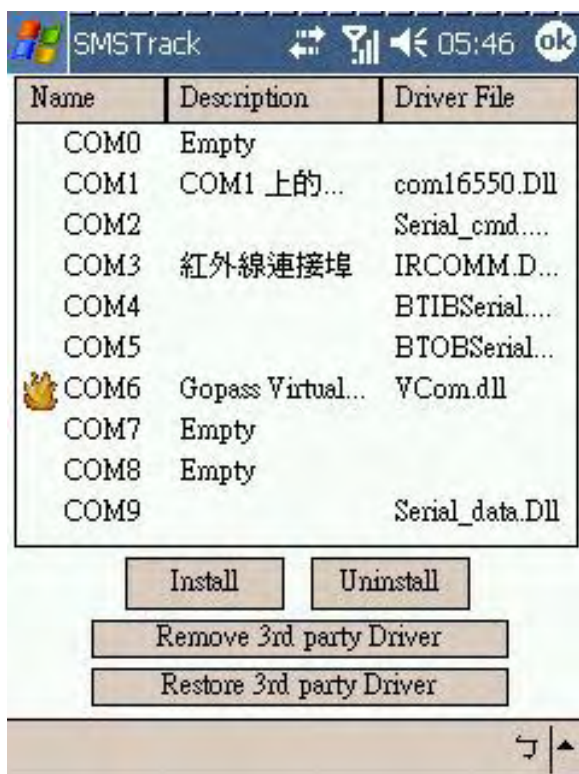 SMSTrack 05:46 ok
Name Description Driver File
COM0 Empty
COM1 COM1 上的... com16550.Dll
COM2 Serial_cmd....
COM3 紅外線連接埠 IRCOMM.D...
COM4 BTIBSerial....
COM5 BTOBSerial...
COM6 Gopass Virtual... VCom.dll
COM7 Empty
COM8 Empty
COM9 Serial_data.Dll
Install Uninstall
Remove 3rd party Driver
Restore 3rd party Driver
ㄅ